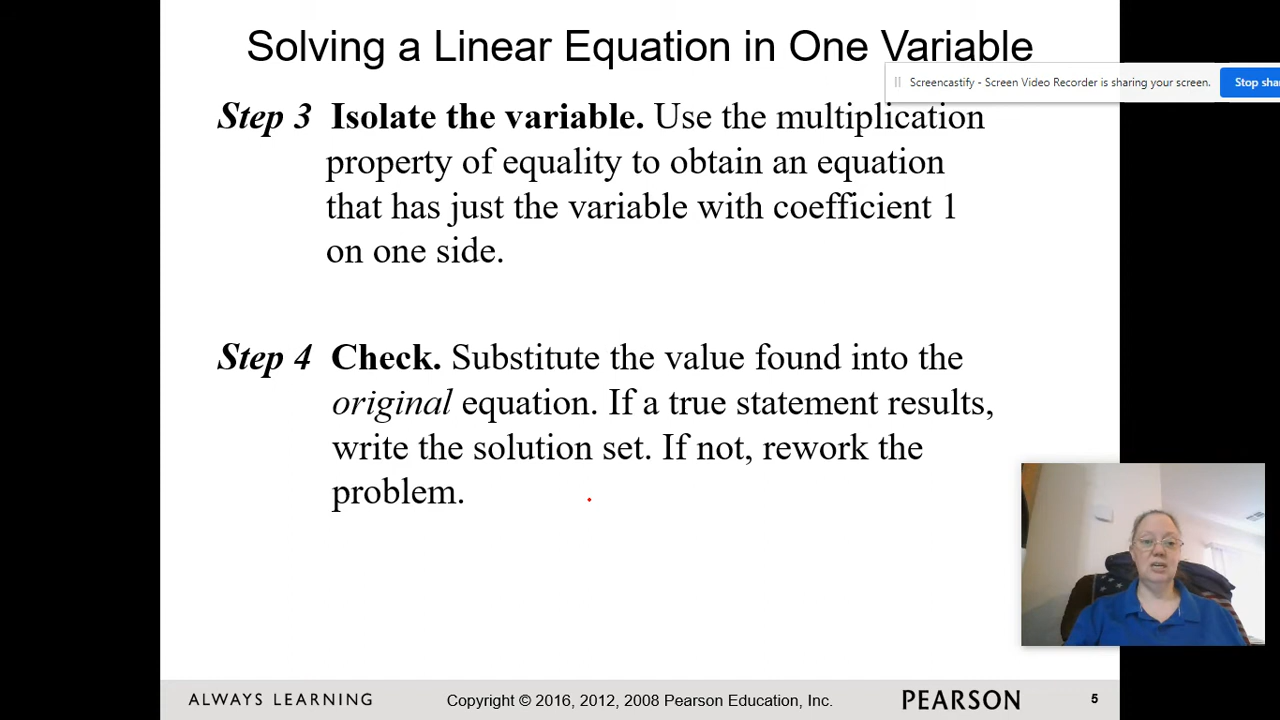 Solving a Linear Equation in One Variable
Screencastify - Screen Video Recorder is sharing your screen.
Stop sha
Step 3 Isolate the variable. Use the multiplication
property of equality to obtain an equation
that has just the variable with coefficient 1
on one side.
Step 4 Check. Substitute the value found into the
original equation. If a true statement results,
write the solution set. If not, rework the
problem.
ALWAYS LEARNING
Copyright © 2016, 2012, 2008 Pearson Education, Inc.
PEARSON
5